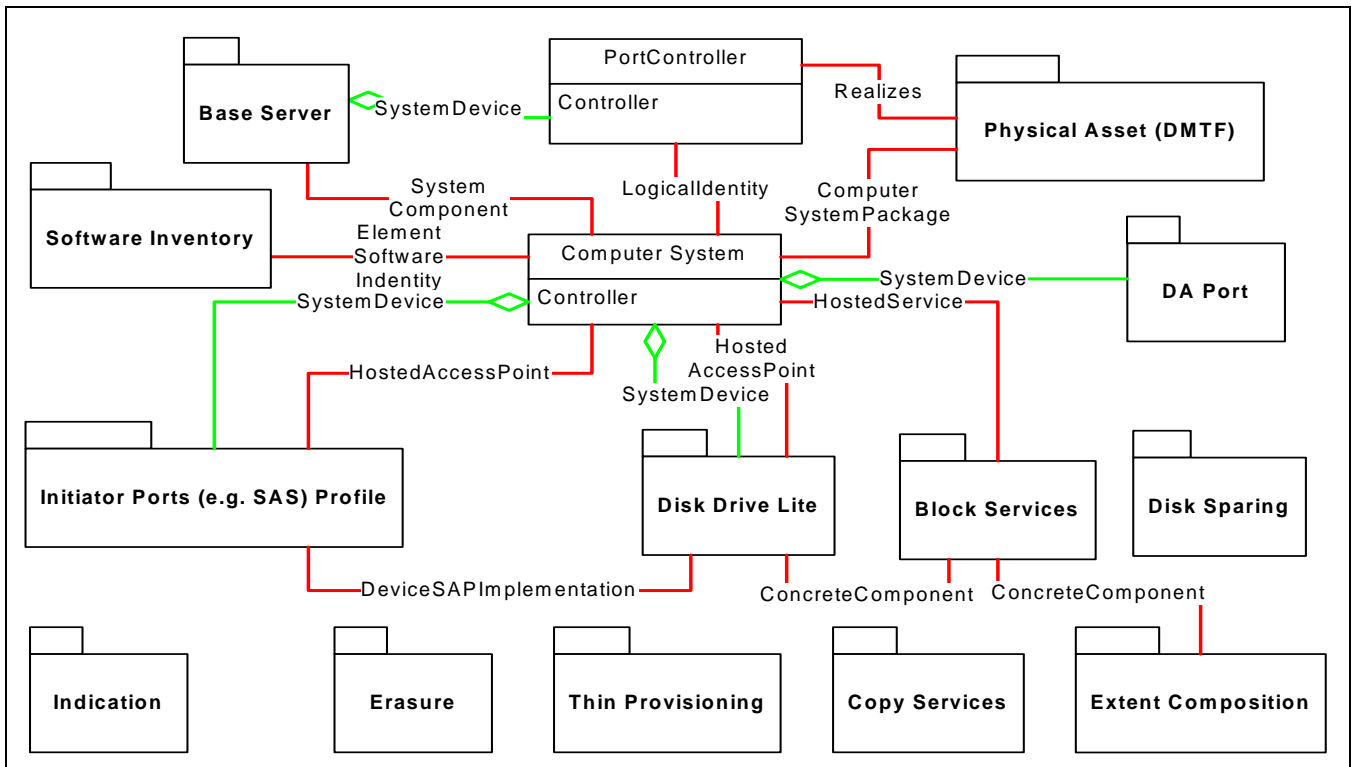 PortController
Controller
Realizes
Base Server
SystemDevice
Physical Asset (DMTF)
LogicalIdentity
System
Component
Computer
SystemPackage
Software Inventory
Element
Software
Indentity
Computer System
Controller
SystemDevice
SystemDevice
HostedService
DA Port
HostedAccessPoint
Hosted
AccessPoint
SystemDevice
Initiator Ports (e.g. SAS) Profile
Disk Drive Lite
Block Services
Disk Sparing
DeviceSAPImplementation
ConcreteComponent
ConcreteComponent
Indication
Erasure
Thin Provisioning
Copy Services
Extent Composition